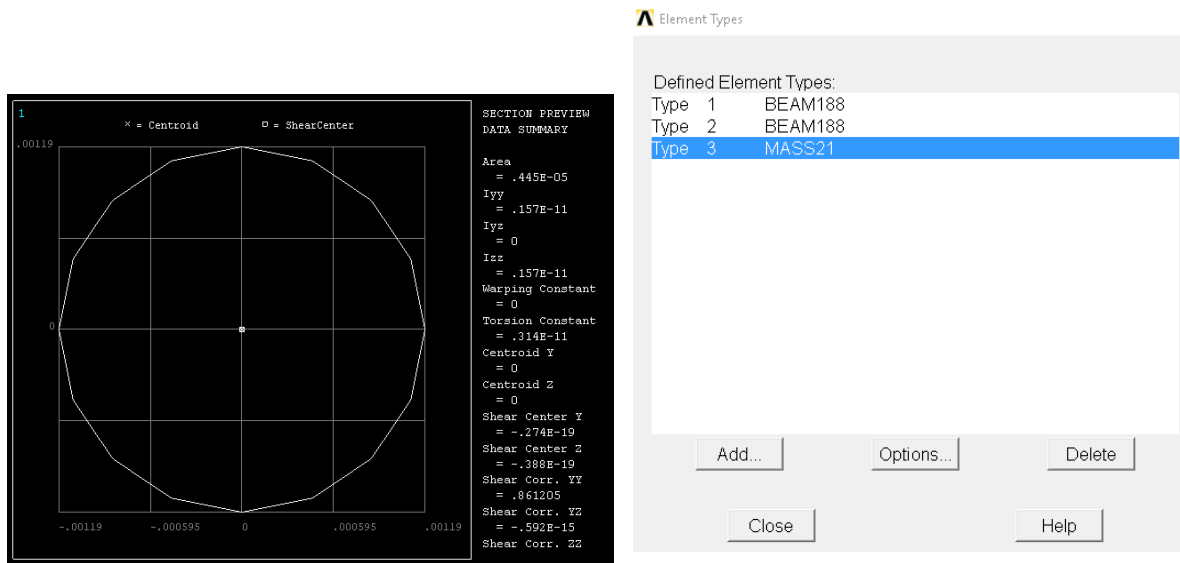 1
× = Centroid
□ = ShearCenter
.00119
0
-.00119
-.000595
0
.000595
.00119
SECTION PREVIEW
DATA SUMMARY
Area
= .445E-05
Iyy
= .157E-11
Iyz
= 0
Izz
= .157E-11
Warping Constant
= 0
Torsion Constant
= .314E-11
Centroid Y
= 0
Centroid Z
= 0
Shear Center Y
= -.274E-19
Shear Center Z
= -.388E-19
Shear Corr. YY
= .861205
Shear Corr. YZ
= -.592E-15
Shear Corr. ZZ
Element Types
Defined Element Types:
Type 1 BEAM188
Type 2 BEAM188
Type 3 MASS21
Add...
Options...
Delete
Close
Help